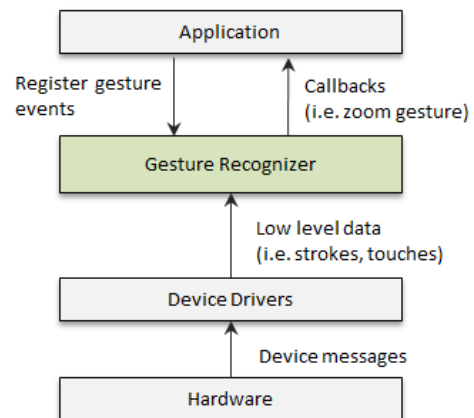 Application
Register gesture
events
Callbacks
(i.e. zoom gesture)
Gesture Recognizer
Low level data
(i.e. strokes, touches)
Device Drivers
Device messages
Hardware